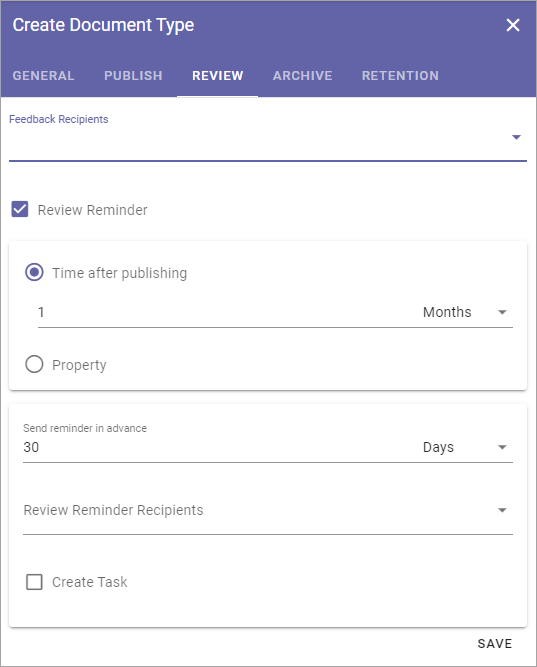 Create Document Type
GENERAL PUBLISH REVIEW ARCHIVE RETENTION
Feedback Recipients
Review Reminder
Time after publishing
1 Months
Property
Send reminder in advance
30 Days
Review Reminder Recipients
Create Task
SAVE